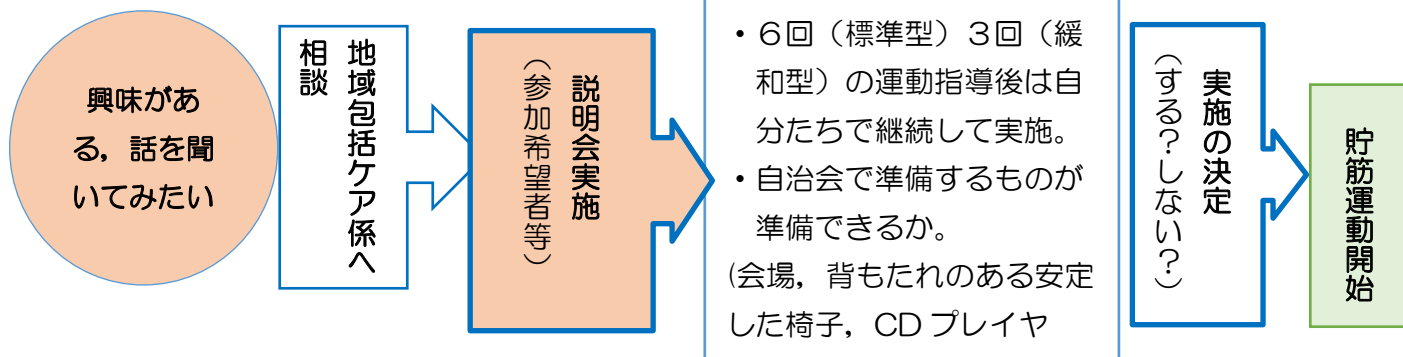 興味があ
る，話を聞
いてみたい
地域包括ケア係へ
相談
説明会実施
（参加希望者等）
・６回（標準型）３回（緩
和型）の運動指導後は自
分たちで継続して実施。
・自治会で準備するものが
準備できるか。
(会場，背もたれのある安定
した椅子，CD プレイヤ
実施の決定
（する？しない？）
貯筋運動開始